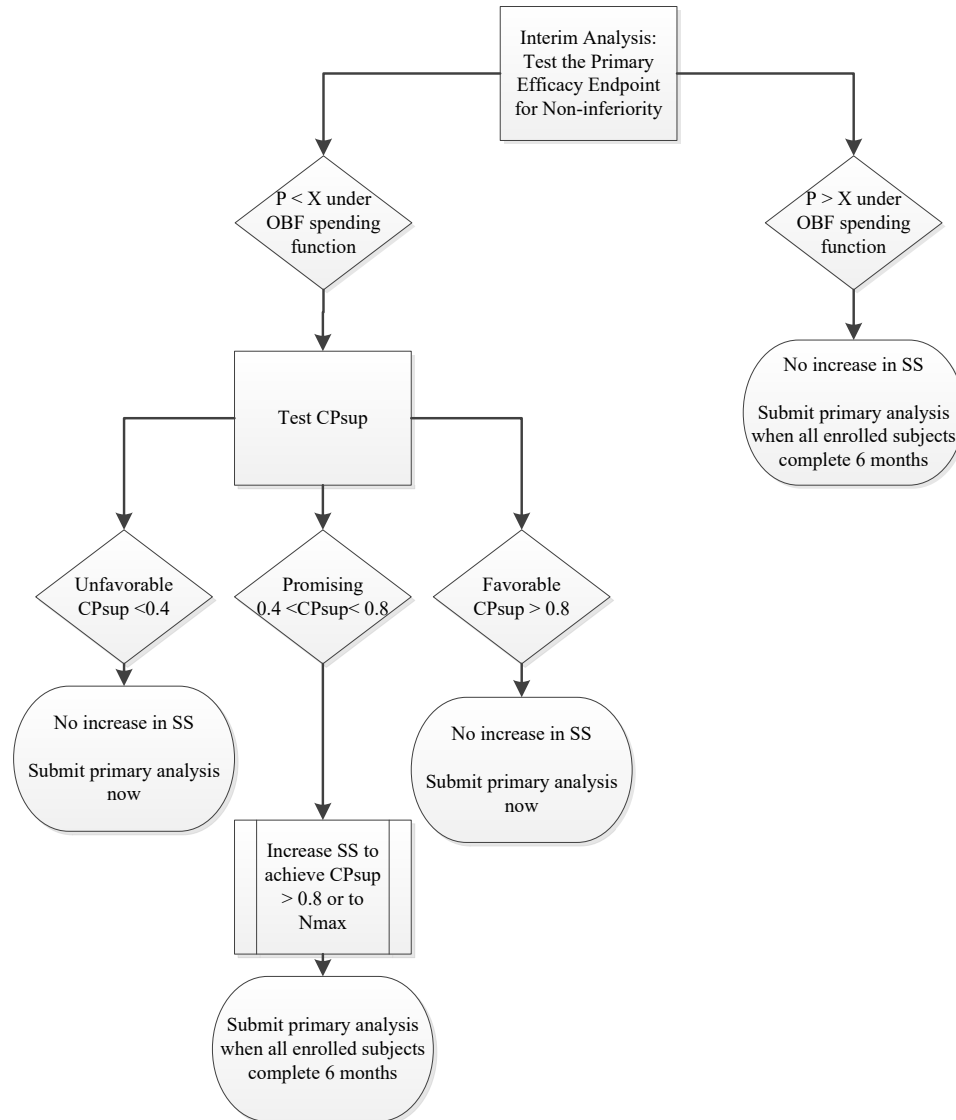 Interim Analysis:
Test the Primary
Efficacy Endpoint
for Non-inferiority
P < X under
OBF spending
function
P > X under
OBF spending
function
Test CPsup
No increase in SS
Submit primary analysis
when all enrolled subjects
complete 6 months
Unfavorable
CPsup <0.4
Promising
0.4 <CPsup< 0.8
Favorable
CPsup > 0.8
No increase in SS
Submit primary analysis
now
No increase in SS
Submit primary analysis
now
Increase SS to
achieve CPsup
> 0.8 or to
Nmax
Submit primary analysis
when all enrolled subjects
complete 6 months